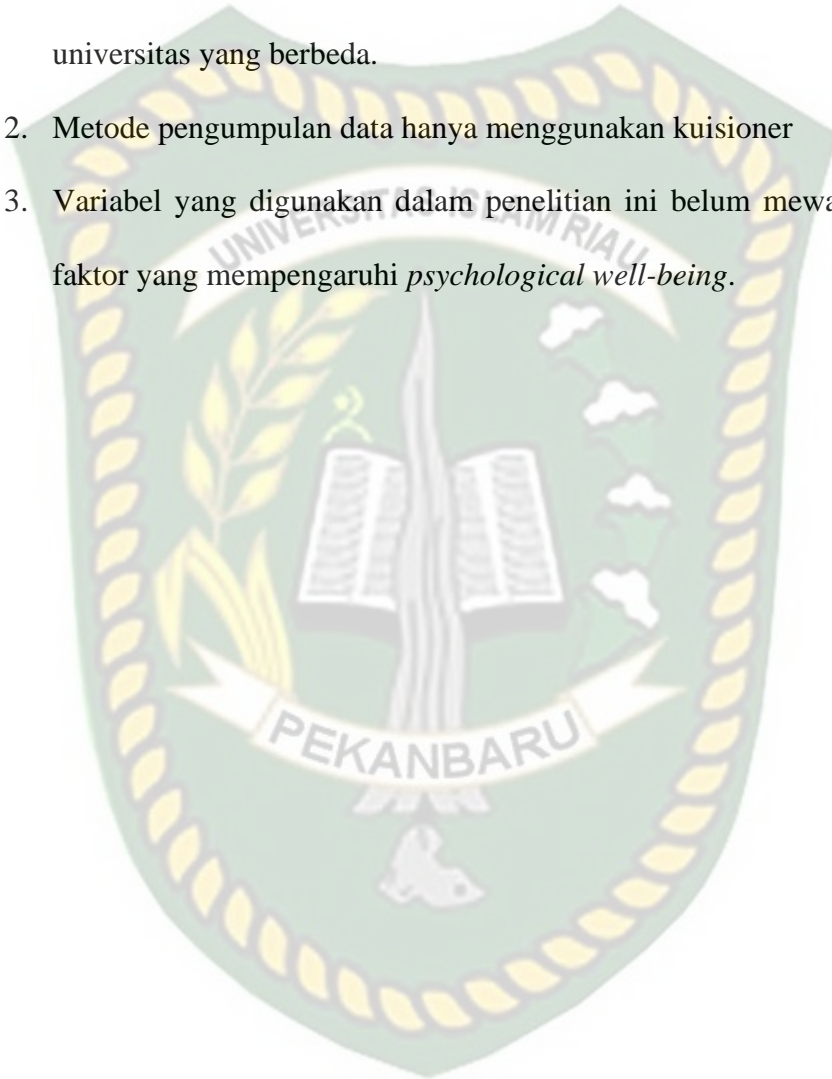 universitas yang berbeda.
2. Metode pengumpulan data hanya menggunakan kuisioner
3. Variabel yang digunakan dalam penelitian ini belum
faktor yang mempengaruhi psychological well-being.
UNIVERSITAS ISLAM RIAU
PEKANBARU